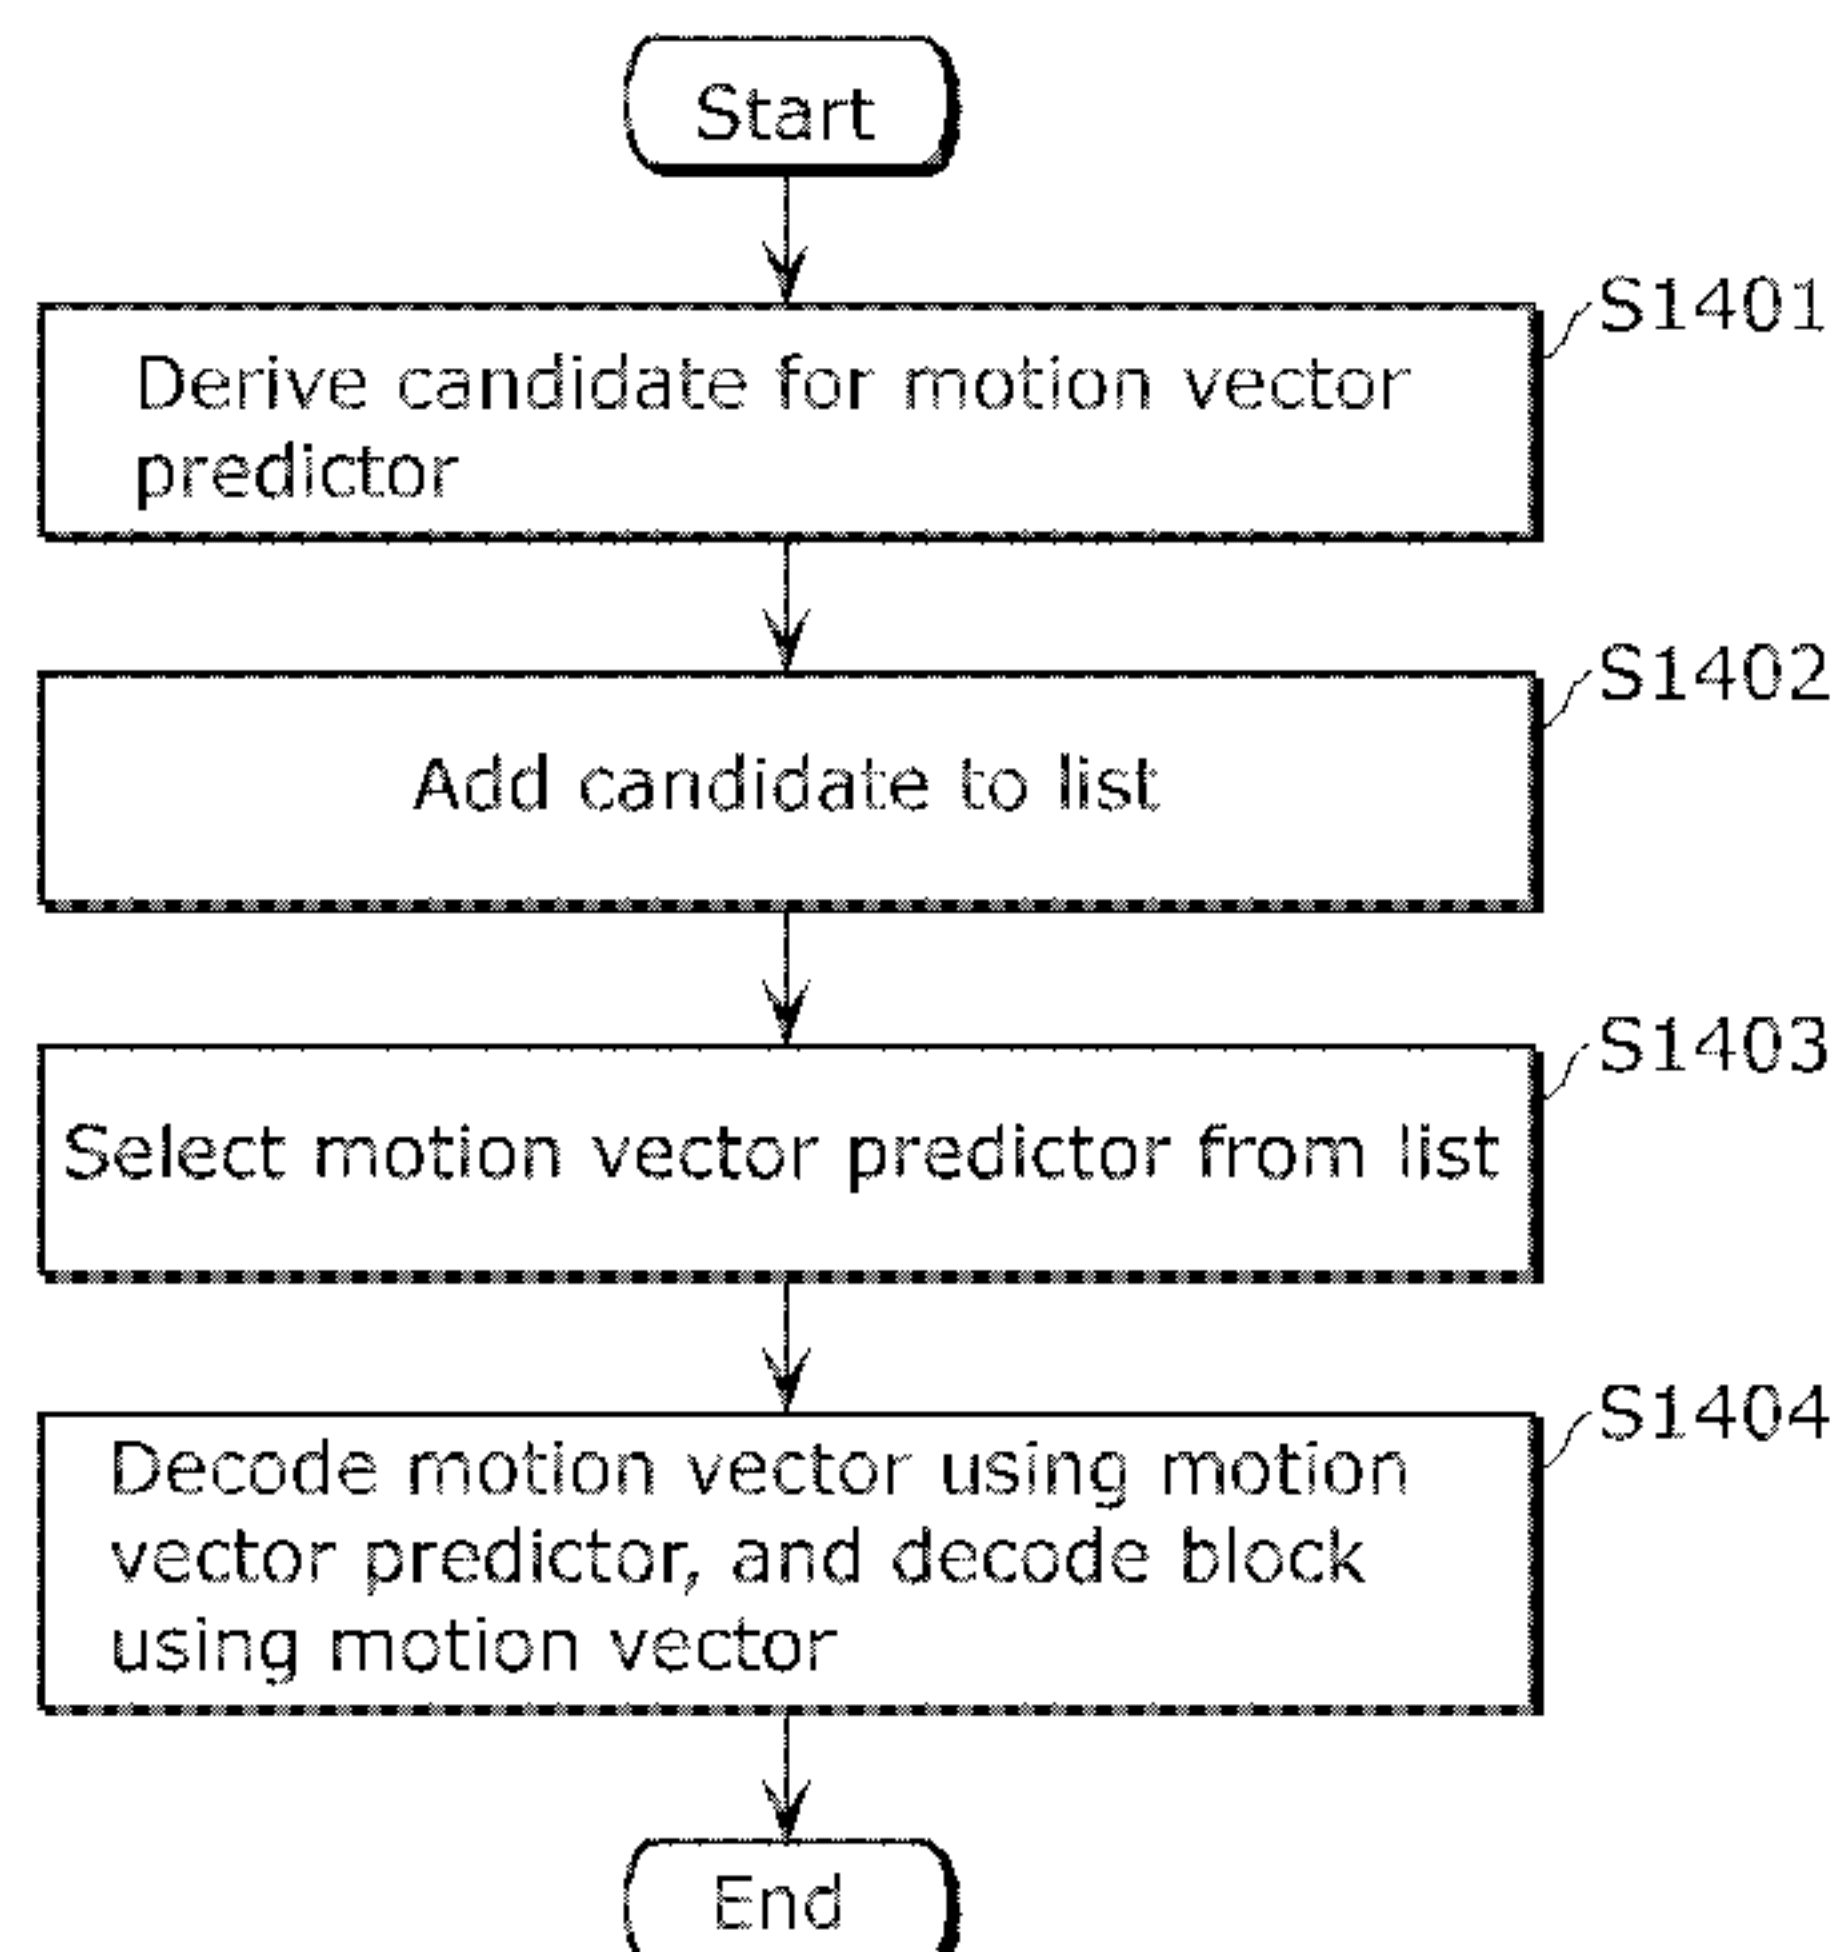 Start
S1401
Derive candidate for motion vector
predictor
S1402
Add candidate to list
S1403
Select motion vector predictor from list
S1404
Decode motion vector using motion
vector predictor, and decode block
using motion vector
End